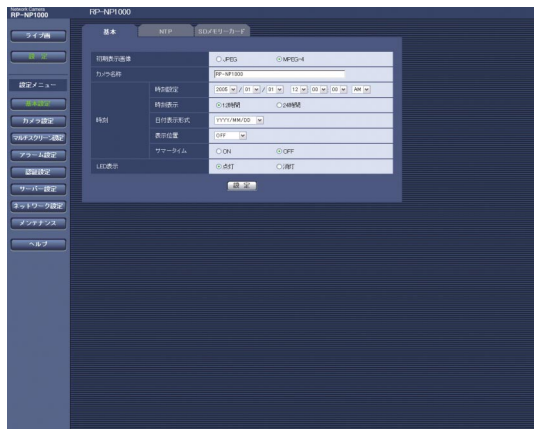 Network Camera
RP-NP1000
RP-NP1000
ライブ画
設定
設定メニュー
基本設定
カメラ設定
マルチスクリーン設定
アラーム設定
認証設定
サーバー設定
ネットワーク設定
メンテナンス
ヘルプ
基本 NTP SDメモリーカード
初期表示画像 JPEG MPEG-4
カメラ名称 RP-NP1000
時刻
時刻設定 2005 / 01 / 01 12 00 00 AM
時刻表示 12時間 24時間
日付表示形式 YYYY/MM/DD
表示位置 OFF
サマータイム ON OFF
LED表示 点灯 消灯
設定